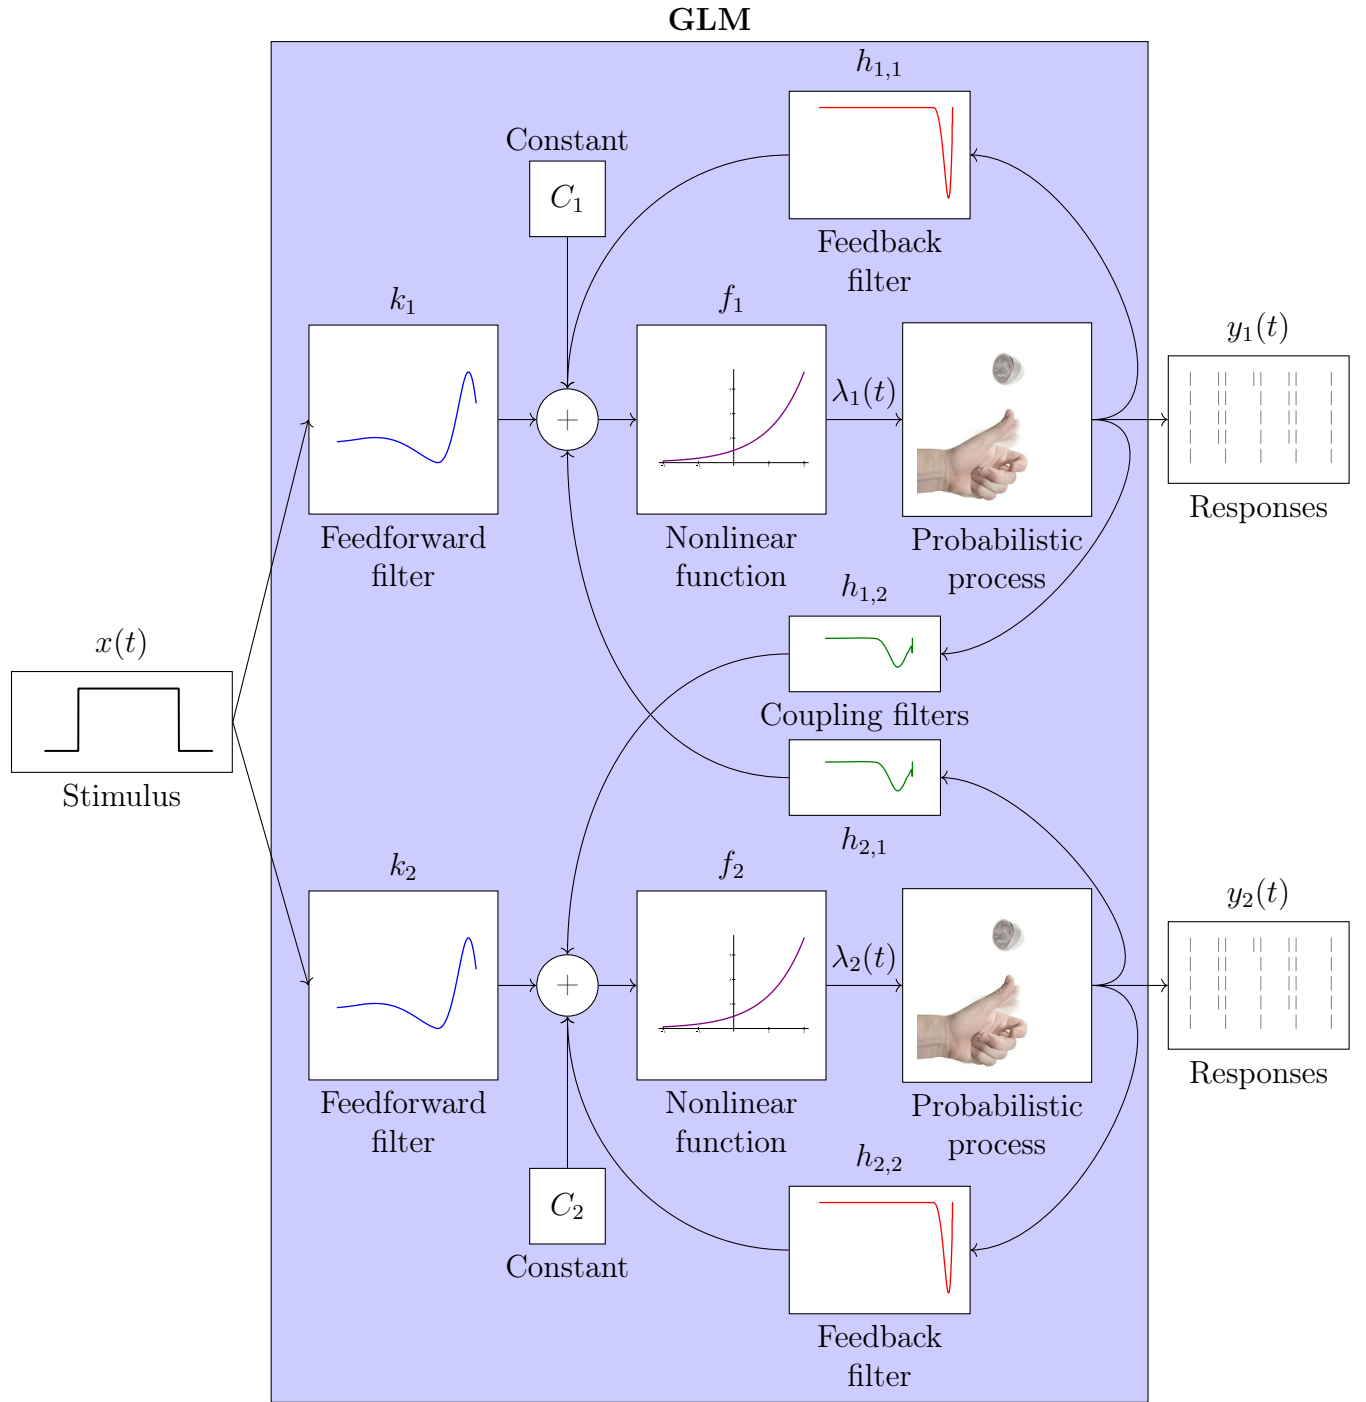 GLM
h1,1
Constant
C1
Feedback
filter
k1
f1
λ1(t)
y1(t)
+
Feedforward
filter
Nonlinear
function
Probabilistic
process
Responses
h1,2
x(t)
Coupling filters
Stimulus
h2,1
k2
f2
λ2(t)
y2(t)
+
Feedforward
filter
Nonlinear
function
Probabilistic
process
Responses
h2,2
C2
Constant
Feedback
filter